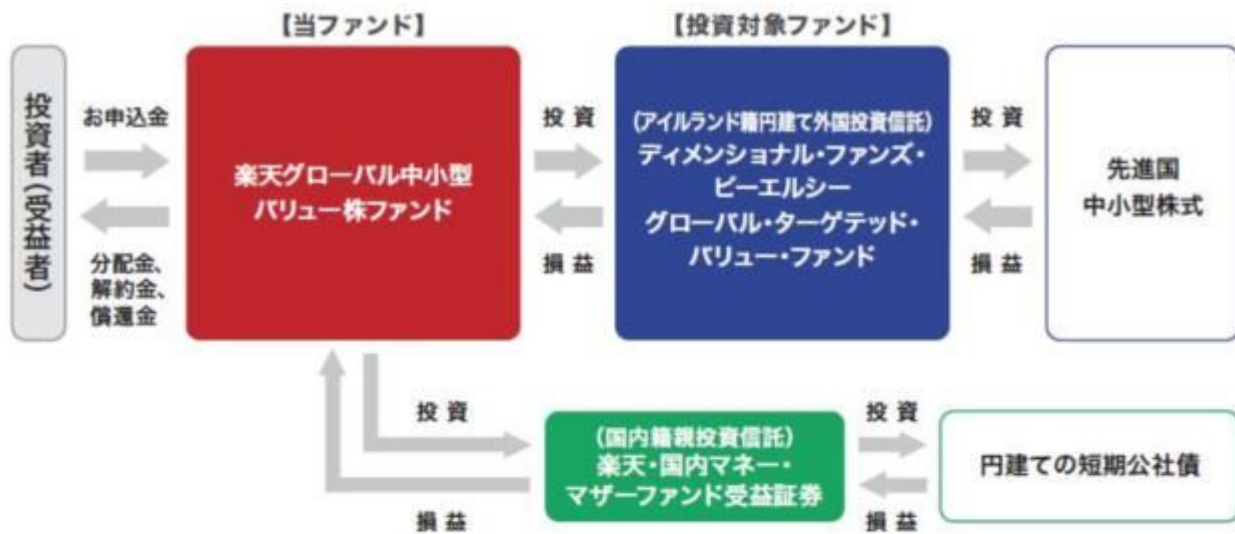 【当ファンド】
【投資対象ファンド】
投資者(受益者)
お申込金
分配金、
解約金、
償還金
楽天グローバル中小型
バリュー株ファンド
投資
損益
(アイルランド籍円建て外国投資信託)
ディメンショナル・ファンズ・
ピーエルシー
グローバル・ターゲテッド・
バリュー・ファンド
投資
損益
先進国
中小型株式
投資
損益
(国内籍親投資信託)
楽天・国内マネー・
マザーファンド受益証券
投資
損益
円建ての短期公社債